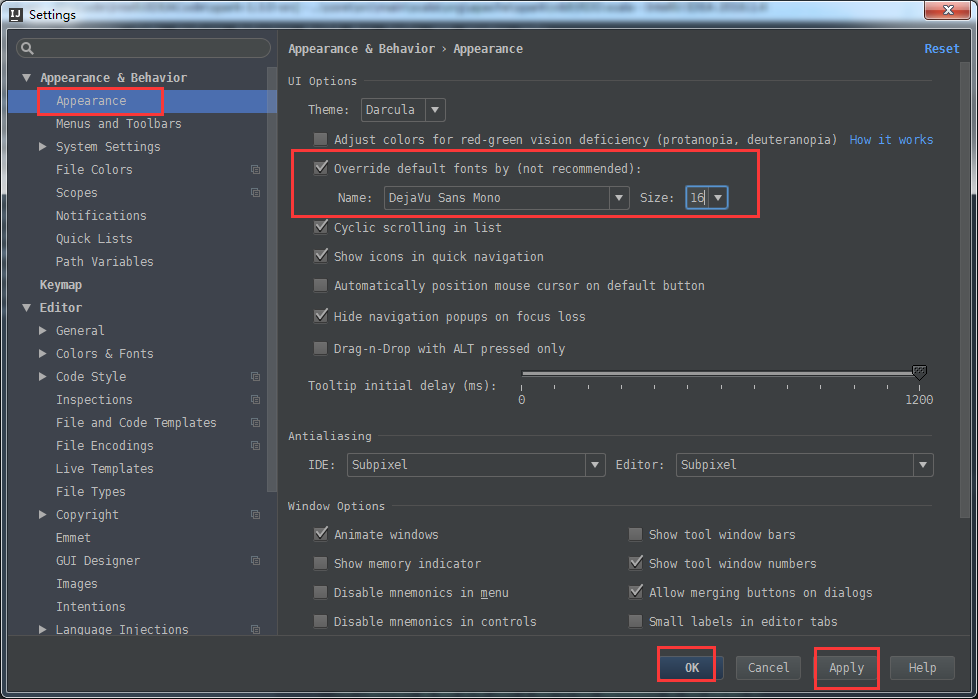 Settings
Appearance & Behavior
Appearance
Menus and Toolbars
System Settings
File Colors
Scopes
Notifications
Quick Lists
Path Variables
Keymap
Editor
General
Colors & Fonts
Code Style
Inspections
File and Code Templates
File Encodings
Live Templates
File Types
Copyright
Emmet
GUI Designer
Images
Intentions
Language Injections
Appearance & Behavior › Appearance
Reset
UI Options
Theme: Darcula
Adjust colors for red-green vision deficiency (protanopia, deuteranopia) How it works
Override default fonts by (not recommended):
Name: DejaVu Sans Mono Size: 16
Cyclic scrolling in list
Show icons in quick navigation
Automatically position mouse cursor on default button
Hide navigation popups on focus loss
Drag-n-Drop with ALT pressed only
Tooltip initial delay (ms):
0 1200
Antialiasing
IDE: Subpixel Editor: Subpixel
Window Options
Animate windows Show tool window bars
Show memory indicator Show tool window numbers
Disable mnemonics in menu Allow merging buttons on dialogs
Disable mnemonics in controls Small labels in editor tabs
OK Cancel Apply Help